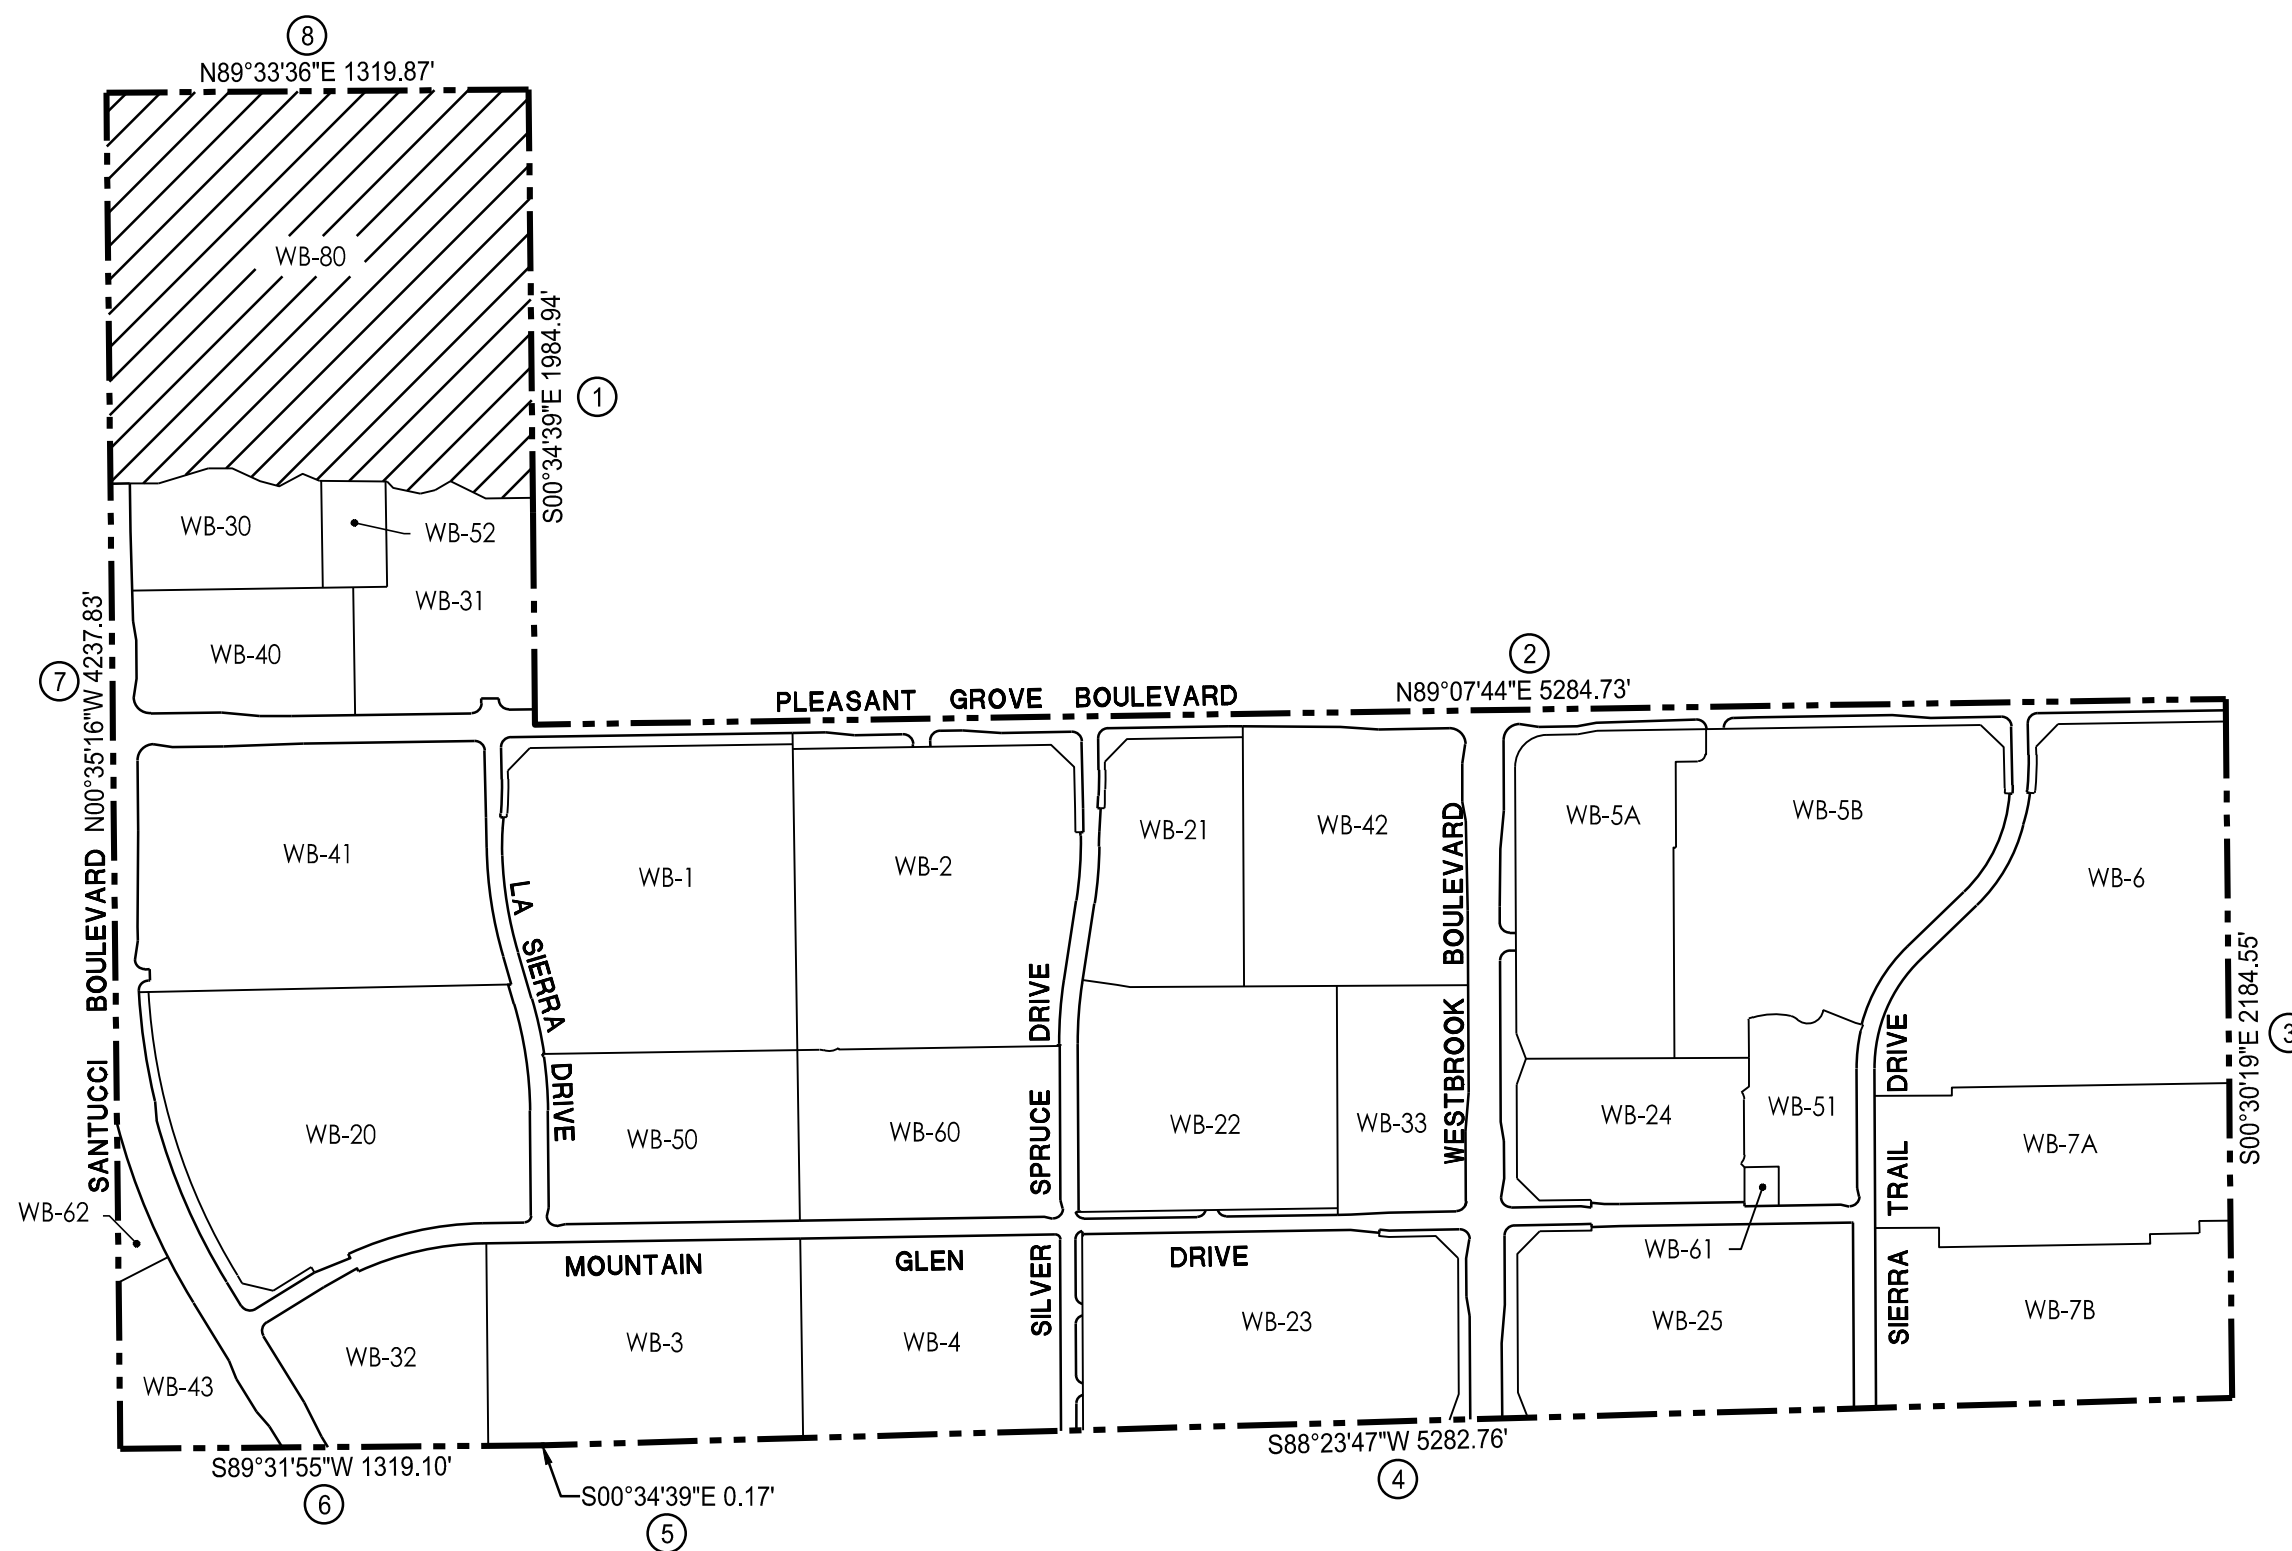 8
N89°33'36"E 1319.87'
WB-80
S00°34'39"E 1984.94'
1
WB-30
WB-52
WB-31
WB-40
7
N00°35'16"W 4237.83'
SANTUCCI BOULEVARD
PLEASANT GROVE BOULEVARD
2
N89°07'44"E 5284.73'
WB-41
WB-1
WB-2
WB-21
WB-42
WB-5A
WB-5B
WB-6
LA SIERRA DRIVE
SILVER SPRUCE DRIVE
WESTBROOK BOULEVARD
SIERRA TRAIL DRIVE
S00°30'19"E 2184.55'
3
WB-20
WB-50
WB-60
WB-22
WB-33
WB-24
WB-51
WB-7A
WB-62
WB-61
MOUNTAIN GLEN DRIVE
WB-43
WB-32
WB-3
WB-4
WB-23
WB-25
WB-7B
S89°31'55"W 1319.10'
6
S00°34'39"E 0.17'
5
S88°23'47"W 5282.76'
4